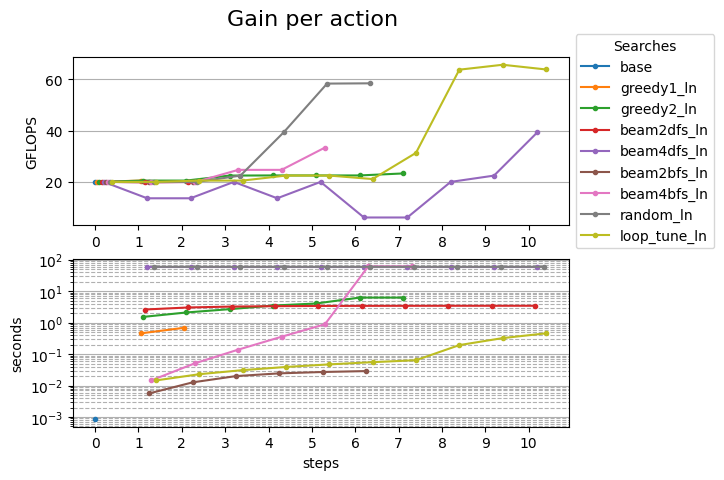 Gain per action
GFLOPS
60
40
20
0 1 2 3 4 5 6 7 8 9 10
Searches
base
greedy1_ln
greedy2_ln
beam2dfs_ln
beam4dfs_ln
beam2bfs_ln
beam4bfs_ln
random_ln
loop_tune_ln
seconds
10²
10¹
10⁰
10⁻¹
10⁻²
10⁻³
0 1 2 3 4 5 6 7 8 9 10
steps